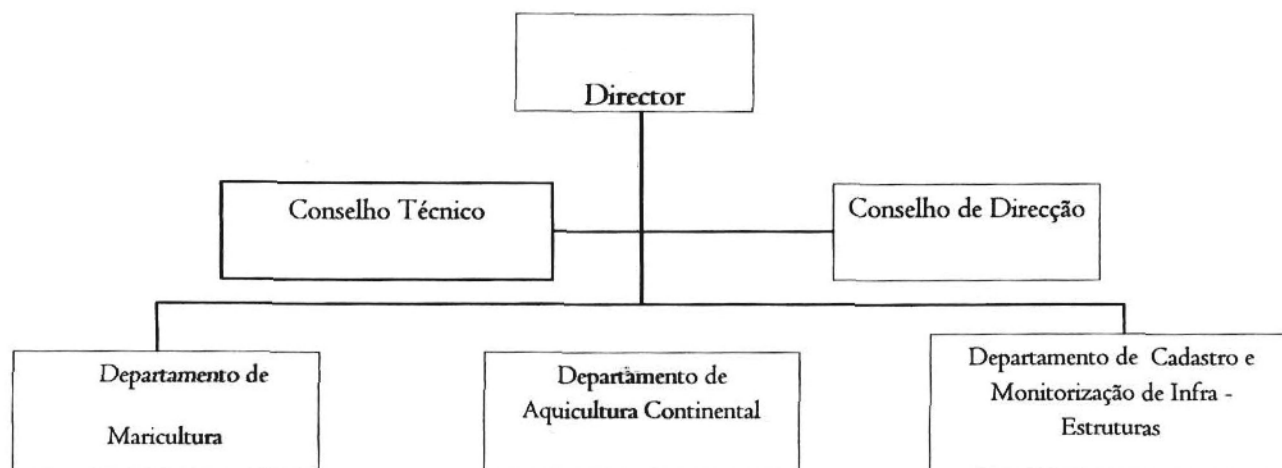 Director
Conselho Técnico
Conselho de Direcção
Departamento de
Maricultura
Departamento de
Aquicultura Continental
Departamento de Cadastro e
Monitorização de Infra -
Estruturas